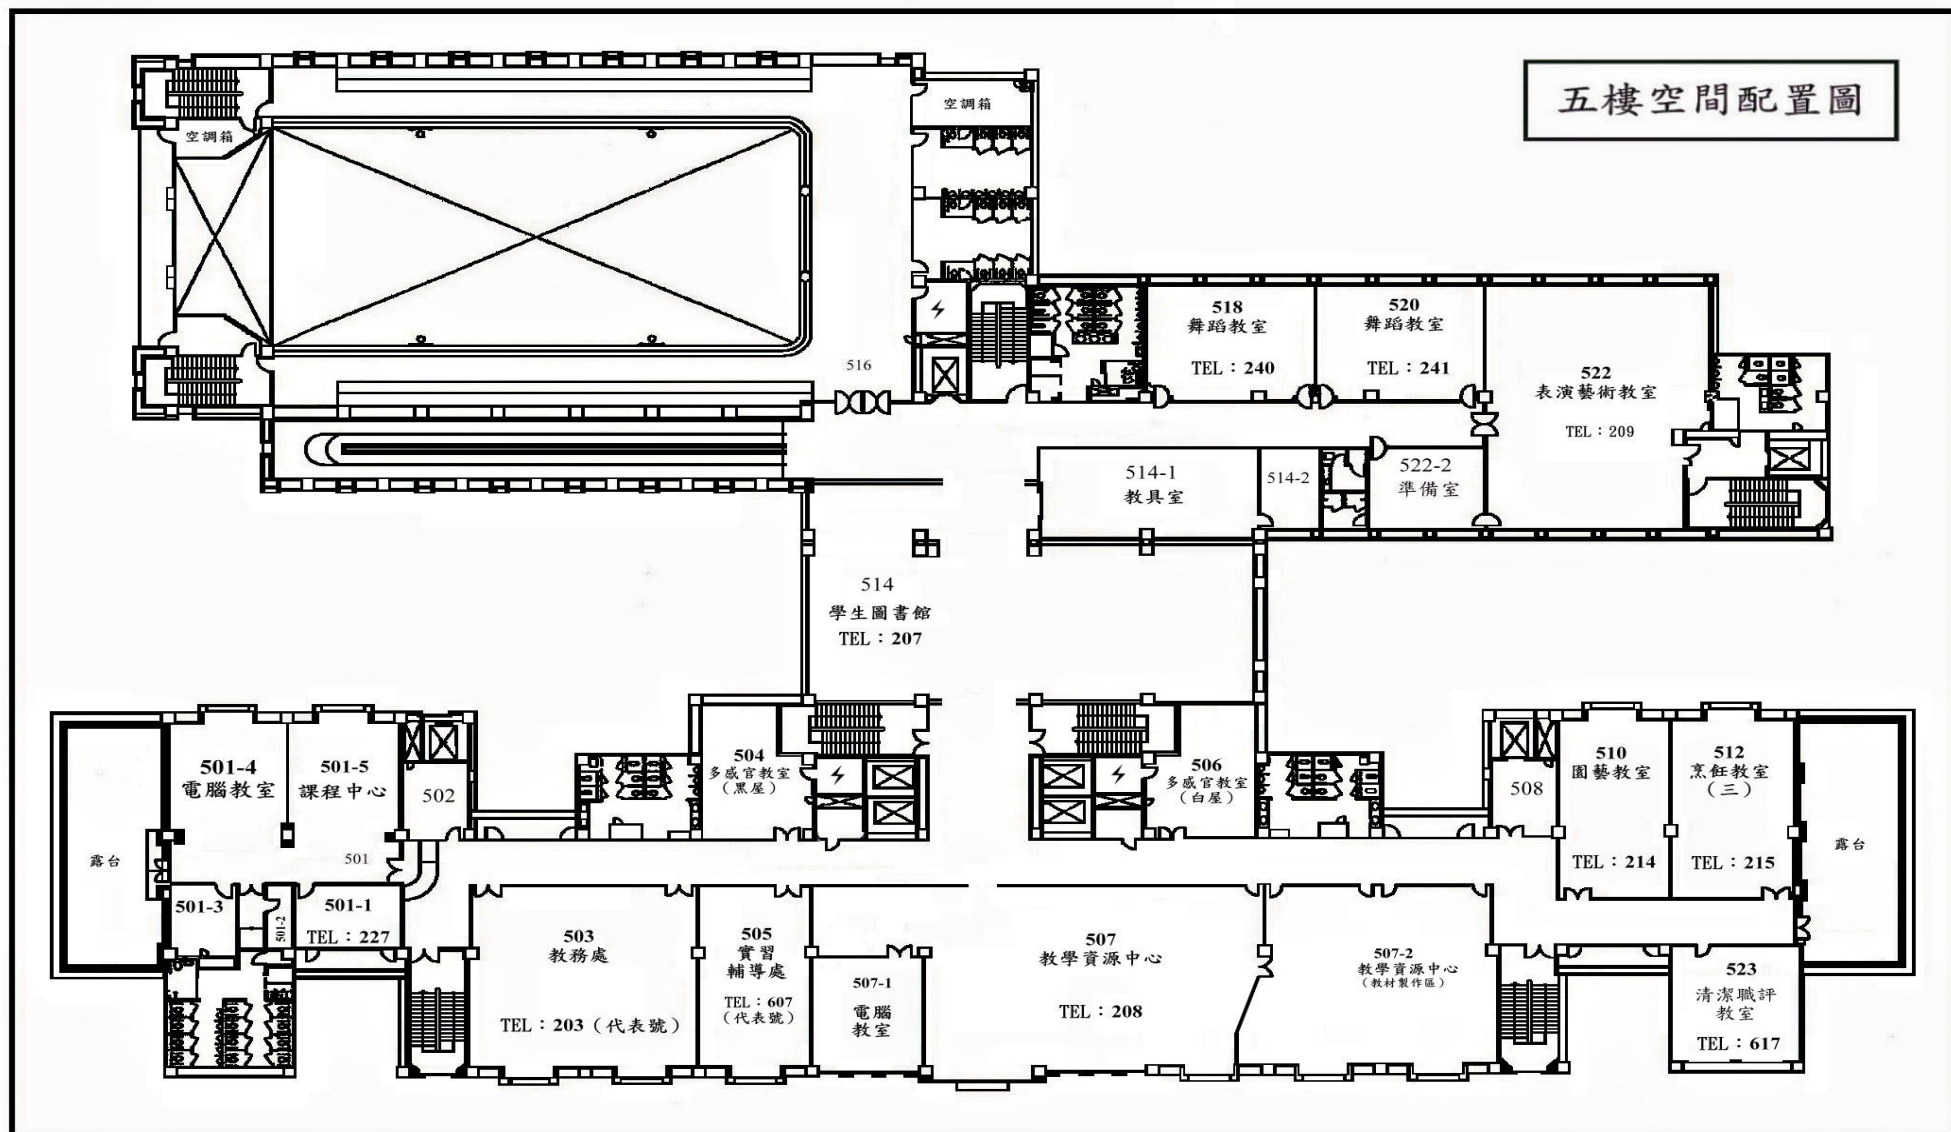 五樓空間配置圖
空調箱
空調箱
516
518
舞蹈教室
TEL：240
520
舞蹈教室
TEL：241
522
表演藝術教室
TEL：209
514-1
教具室
514-2
522-2
準備室
514
學生圖書館
TEL：207
露台
501-4
電腦教室
501-5
課程中心
501
502
504
多感官教室
（黑屋）
506
多感官教室
（白屋）
508
510
園藝教室
TEL：214
512
烹飪教室
（三）
TEL：215
露台
501-3
501-2
501-1
TEL：227
503
教務處
TEL：203（代表號）
505
實習
輔導處
TEL：607
（代表號）
507-1
電腦
教室
507
教學資源中心
TEL：208
507-2
教學資源中心
（教材製作區）
523
清潔職評
教室
TEL：617